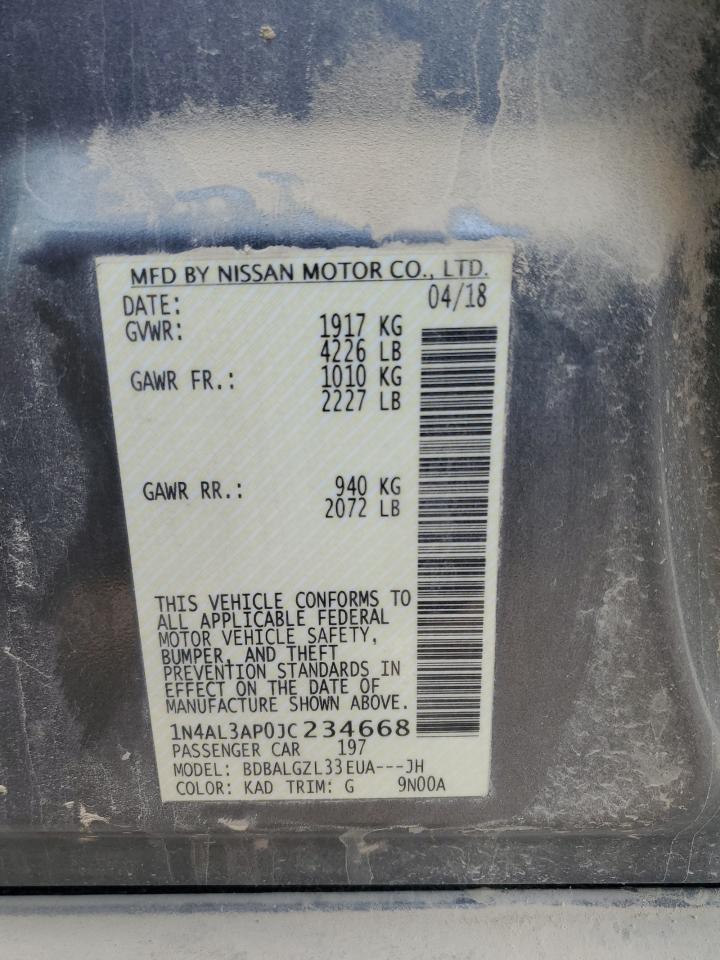 MFD BY NISSAN MOTOR CO., LTD.
DATE: 04/18
GVWR: 1917 KG
4226 LB
GAWR FR.: 1010 KG
2227 LB
GAWR RR.: 940 KG
2072 LB
THIS VEHICLE CONFORMS TO
ALL APPLICABLE FEDERAL
MOTOR VEHICLE SAFETY,
BUMPER, AND THEFT
PREVENTION STANDARDS IN
EFFECT ON THE DATE OF
MANUFACTURE SHOWN ABOVE.
1N4AL3AP0JC234668
PASSENGER CAR 197
MODEL: BDBALGZL33EUA---JH
COLOR: KAD TRIM: G 9N00A